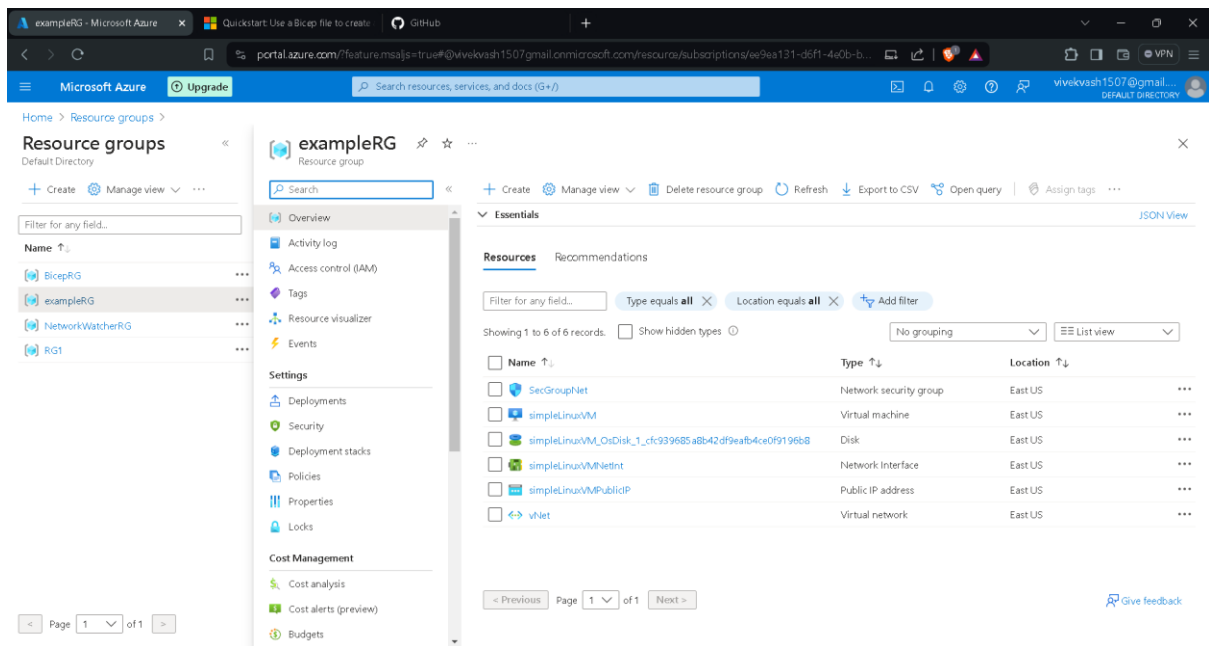 exampleRG - Microsoft Azure
Quickstart: Use a Bicep file to create
GitHub
portal.azure.com/?feature.msaljs=true#@vivekvash1507gmail.onmicrosoft.com/resource/subscriptions/ee9ea131-d6f1-4e0b-b...
VPN
Microsoft Azure
Upgrade
Search resources, services, and docs (G+/)
vivekvash1507@gmail....
DEFAULT DIRECTORY
Home > Resource groups >
Resource groups
Default Directory
Create Manage view ...
Filter for any field...
Name
BicepRG
exampleRG
NetworkWatcherRG
RG1
< Page 1 of 1 >
exampleRG
Resource group
Search
Overview
Activity log
Access control (IAM)
Tags
Resource visualizer
Events
Settings
Deployments
Security
Deployment stacks
Policies
Properties
Locks
Cost Management
Cost analysis
Cost alerts (preview)
Budgets
Create Manage view Delete resource group Refresh Export to CSV Open query Assign tags ...
Essentials
JSON View
Resources Recommendations
Filter for any field... Type equals all Location equals all Add filter
Showing 1 to 6 of 6 records. Show hidden types No grouping List view
Name Type Location
SecGroupNet Network security group East US
simpleLinuxVM Virtual machine East US
simpleLinuxVM_OsDisk_1_cfc939685a8b42df9eafb4ce0f9196b8 Disk East US
simpleLinuxVMNetInt Network Interface East US
simpleLinuxVMPublicIP Public IP address East US
vNet Virtual network East US
< Previous Page 1 of 1 Next >
Give feedback